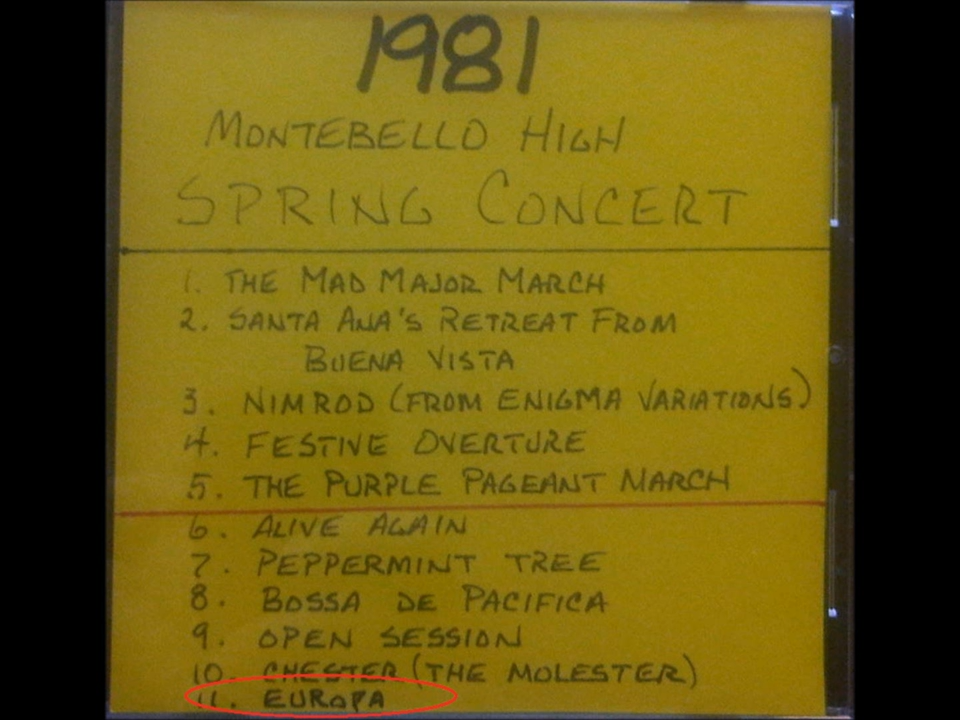 1981
MONTEBELLO HIGH
SPRING CONCERT
1. THE MAD MAJOR MARCH
2. SANTA ANA'S RETREAT FROM
BUENA VISTA
3. NIMROD (FROM ENIGMA VARIATIONS)
4. FESTIVE OVERTURE
5. THE PURPLE PAGEANT MARCH
6. ALIVE AGAIN
7. PEPPERMINT TREE
8. BOSSA DE PACIFICA
9. OPEN SESSION
10. CHESTER (THE MOLESTER)
11. EUROPA